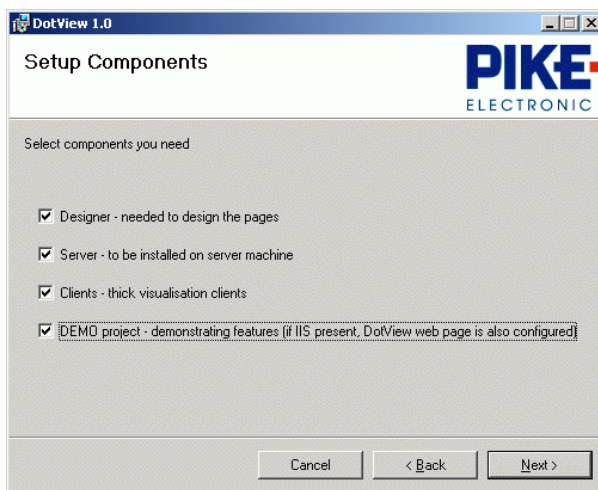 DotView 1.0
Setup Components
PIKE
ELECTRONIC
Select components you need
Designer - needed to design the pages
Server - to be installed on server machine
Clients - thick visualisation clients
DEMO project - demonstrating features (if IIS present, DotView web page is also configured)
Cancel
< Back
Next >